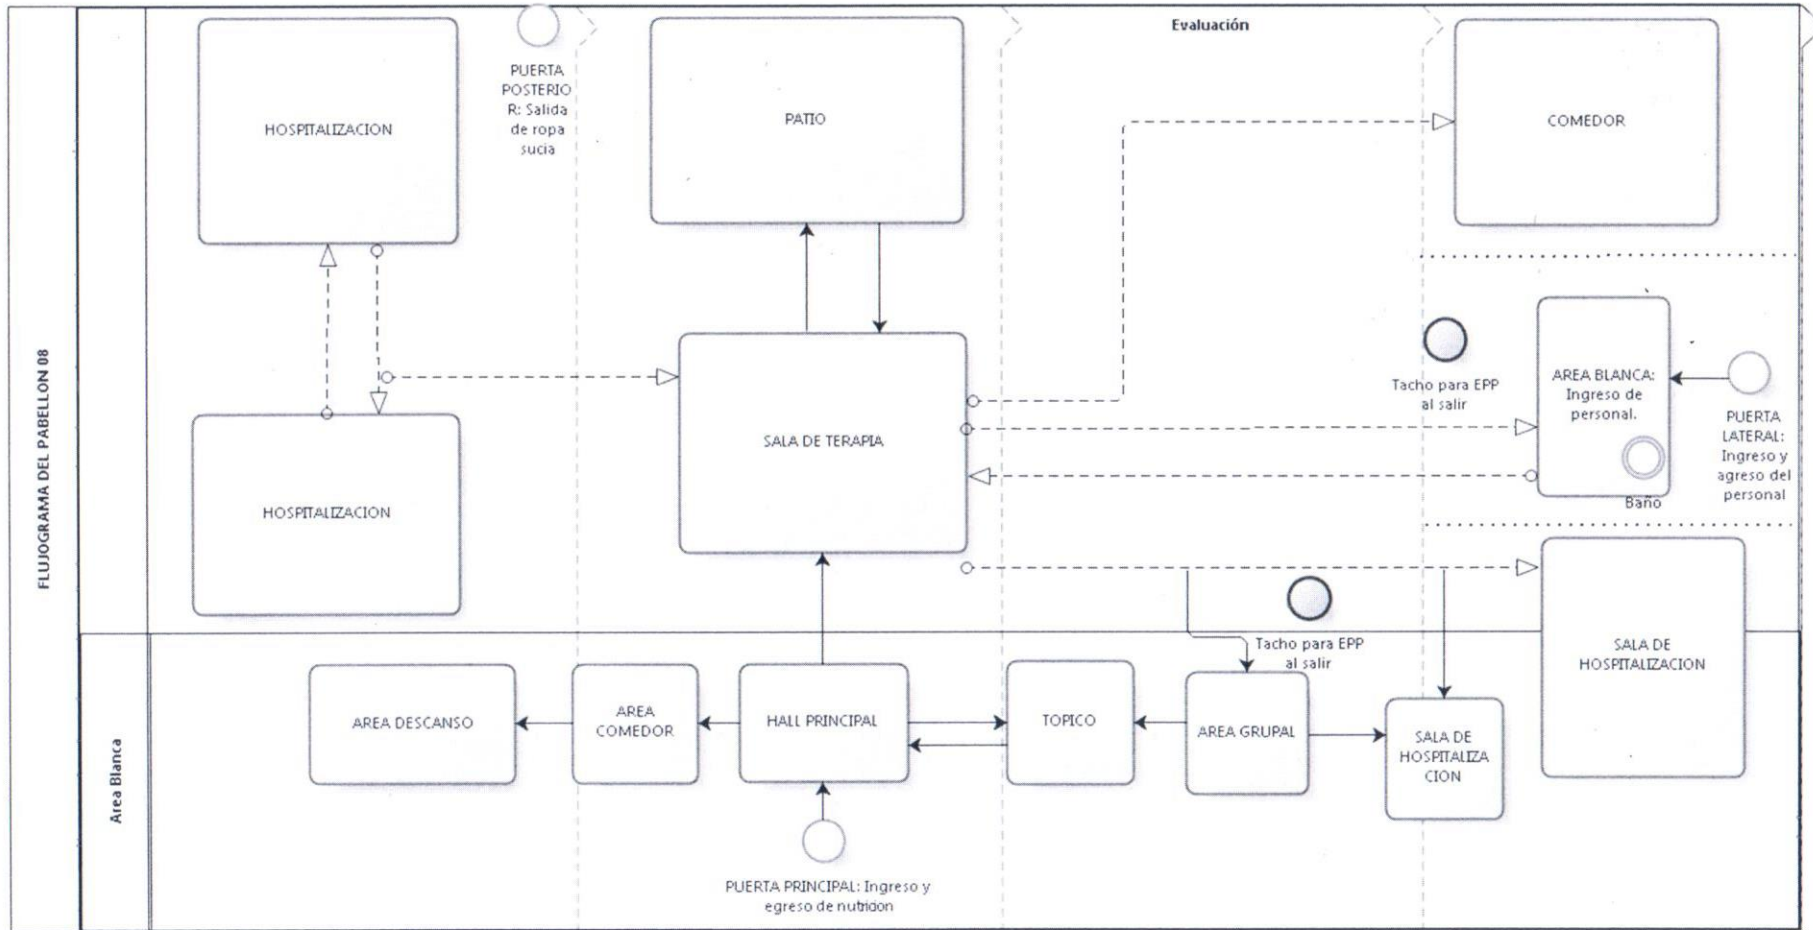 FLUJOGRAMA DEL PABELLON 08
Evaluación
HOSPITALIZACION
PUERTA
POSTERIO
R: Salida
de ropa
sucia
PATIO
COMEDOR
HOSPITALIZACION
SALA DE TERAPIA
Tacho para EPP
al salir
AREA BLANCA:
Ingreso de
personal.
Baño
PUERTA
LATERAL:
Ingreso y
agreso del
personal
Tacho para EPP
al salir
SALA DE
HOSPITALIZACION
Area Blanca
AREA DESCANSO
AREA
COMEDOR
HALL PRINCIPAL
TOPICO
AREA GRUPAL
SALA DE
HOSPITALIZA
CION
PUERTA PRINCIPAL: Ingreso y
egreso de nutricion